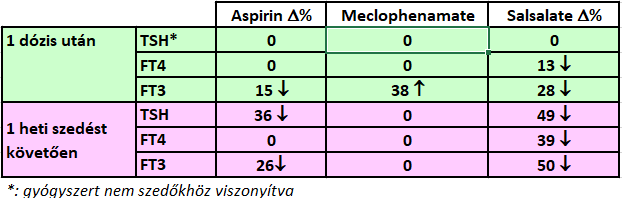 Aspirin Δ% Meclophenamate Salsalate Δ%
1 dózis után TSH* 0 0 0
FT4 0 0 13 ↓
FT3 15 ↓ 38 ↑ 28 ↓
1 heti szedést követően TSH 36 ↓ 0 49 ↓
FT4 0 0 39 ↓
FT3 26↓ 0 50 ↓
*: gyógyszert nem szedőkhöz viszonyítva